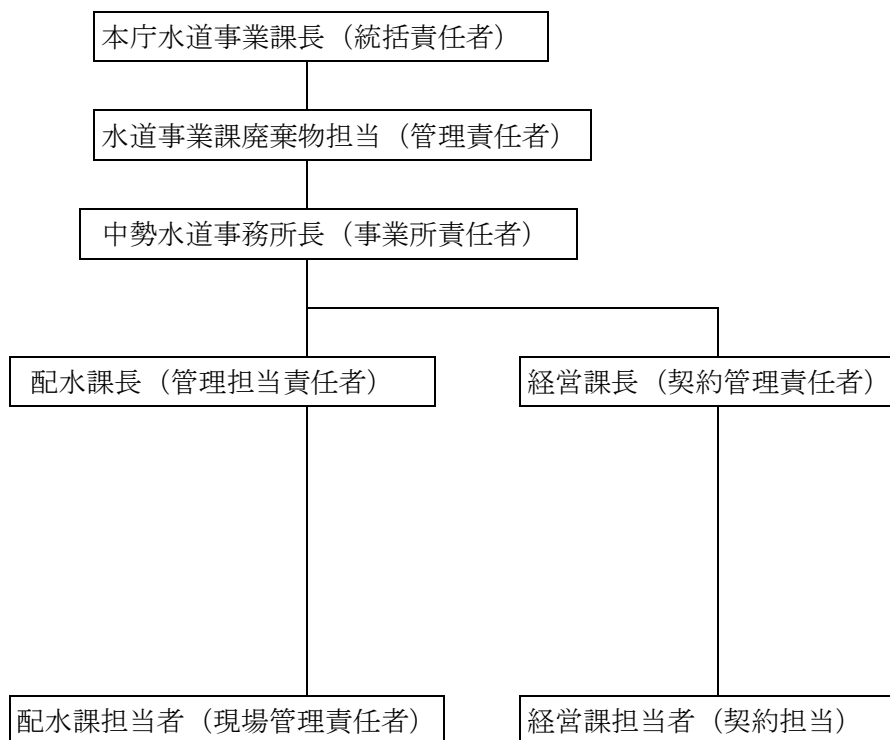 本庁水道事業課長（統括責任者）
水道事業課廃棄物担当（管理責任者）
中勢水道事務所長（事業所責任者）
配水課長（管理担当責任者）
経営課長（契約管理責任者）
配水課担当者（現場管理責任者）
経営課担当者（契約担当）